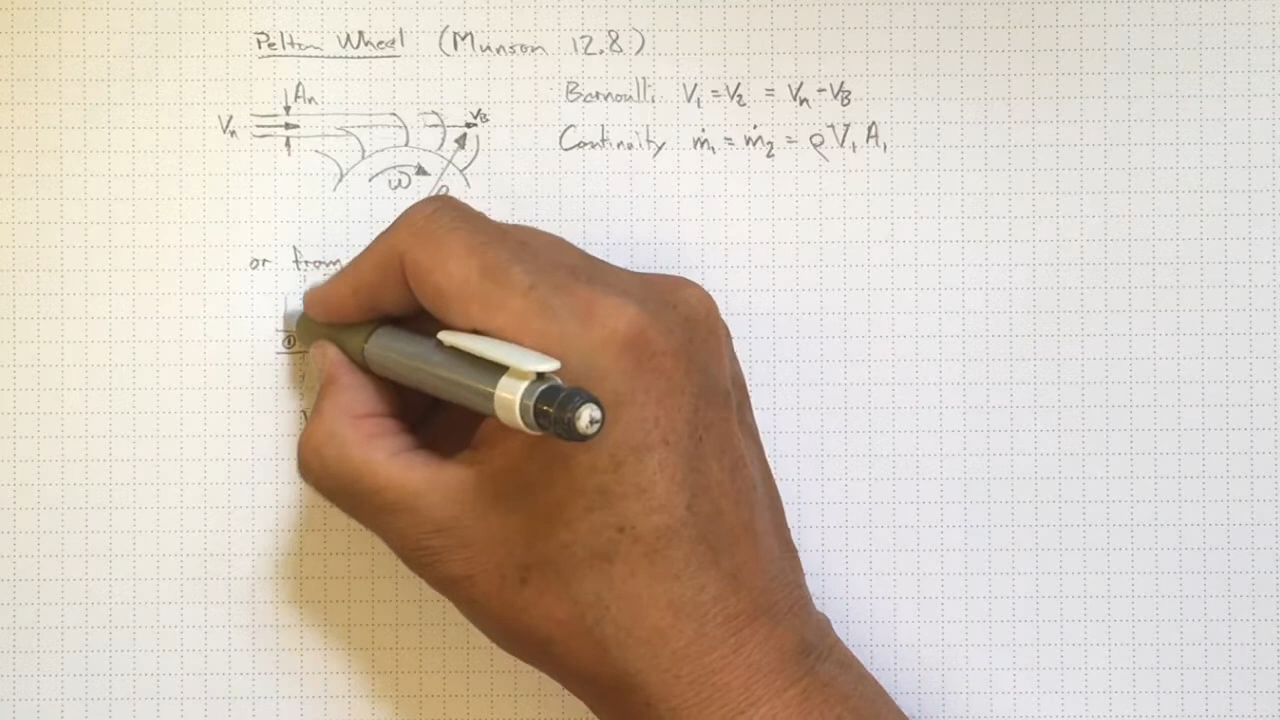 Pelton Wheel (Munson 12.8)
An
Vn
VB
ω
Bernoulli V₁ = V₂ = Vn - VB
Continuity ṁ₁ = ṁ₂ = ρV₁A₁
or from
①